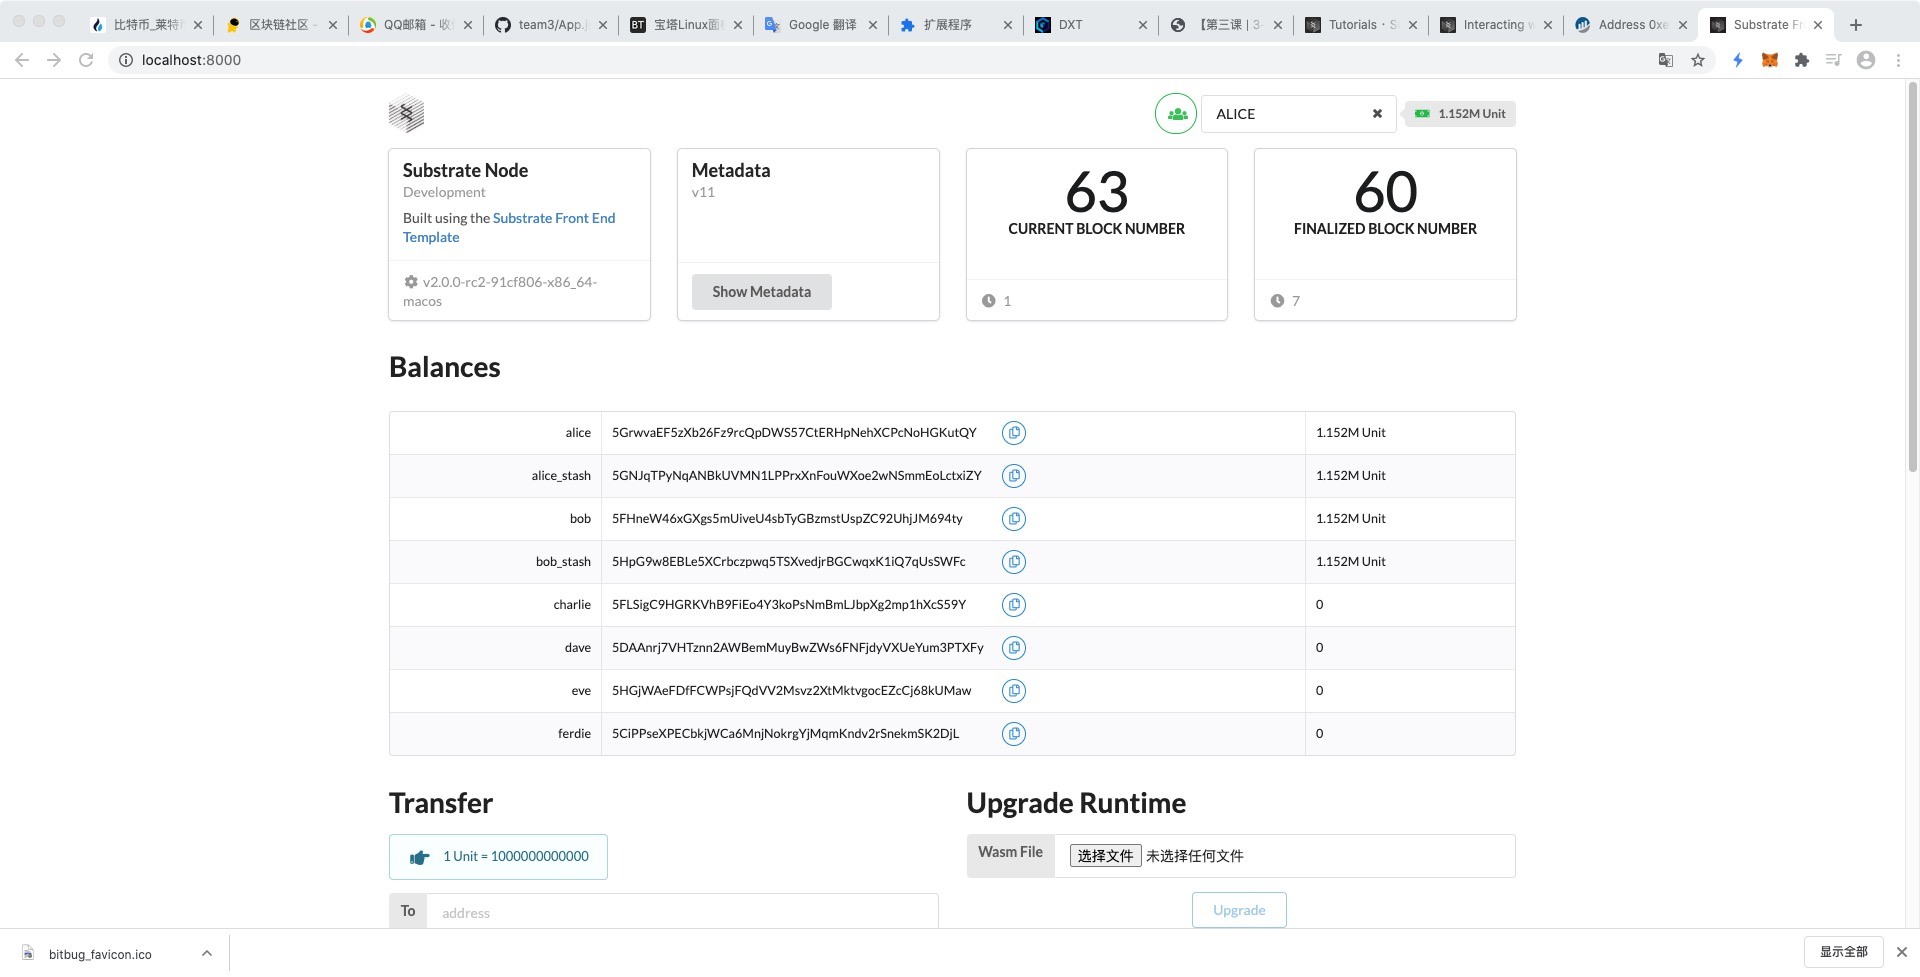 比特币_莱特
区块链社区 -
QQ邮箱 - 收
team3/App.j
BT 宝塔Linux面
Google 翻译
扩展程序
DXT
【第三课 | 3-
Tutorials · S
Interacting w
Address 0xe
Substrate Fr
localhost:8000
ALICE
1.152M Unit
Substrate Node
Development
Built using the Substrate Front End
Template
v2.0.0-rc2-91cf806-x86_64-
macos
Metadata
v11
Show Metadata
63
CURRENT BLOCK NUMBER
1
60
FINALIZED BLOCK NUMBER
7
Balances
alice 5GrwvaEF5zXb26Fz9rcQpDWS57CtERHpNehXCPcNoHGKutQY 1.152M Unit
alice_stash 5GNJqTPyNqANBkUVMN1LPPrxXnFouWXoe2wNSmmEoLctxiZY 1.152M Unit
bob 5FHneW46xGXgs5mUiveU4sbTyGBzmstUspZC92UhjJM694ty 1.152M Unit
bob_stash 5HpG9w8EBLe5XCrbczpwq5TSXvedjrBGCwqxK1iQ7qUsSWFc 1.152M Unit
charlie 5FLSigC9HGRKVhB9FiEo4Y3koPsNmBmLJbpXg2mp1hXcS59Y 0
dave 5DAAnrj7VHTznn2AWBemMuyBwZWs6FNFjdyVXUeYum3PTXFy 0
eve 5HGjWAeFDfFCWPsjFQdVV2Msvz2XtMktvgocEZcCj68kUMaw 0
ferdie 5CiPPseXPECbkjWCa6MnjNokrgYjMqmKndv2rSnekmSK2DjL 0
Transfer
1 Unit = 1000000000000
To address
Upgrade Runtime
Wasm File 选择文件 未选择任何文件
Upgrade
bitbug_favicon.ico
显示全部